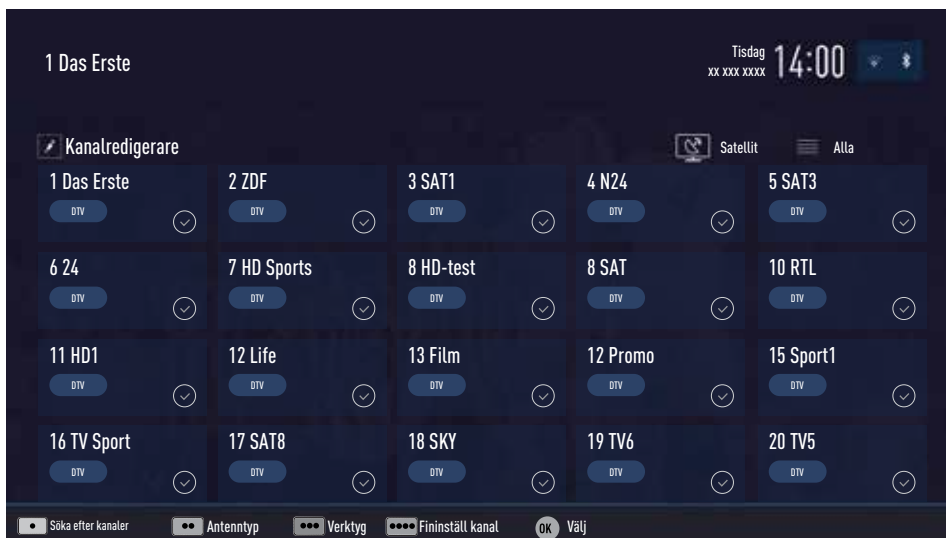 1 Das Erste
Tisdag
xx xxx xxxx
14:00
Kanalredigerare
Satellit
Alla
1 Das Erste
2 ZDF
3 SAT1
4 N24
5 SAT3
DTV
DTV
DTV
DTV
DTV
6 24
7 HD Sports
8 HD-test
8 SAT
10 RTL
DTV
DTV
DTV
DTV
DTV
11 HD1
12 Life
13 Film
12 Promo
15 Sport1
DTV
DTV
DTV
DTV
DTV
16 TV Sport
17 SAT8
18 SKY
19 TV6
20 TV5
DTV
DTV
DTV
DTV
DTV
Söka efter kanaler
Antenntyp
Verktyg
Fininställ kanal
OK
Välj